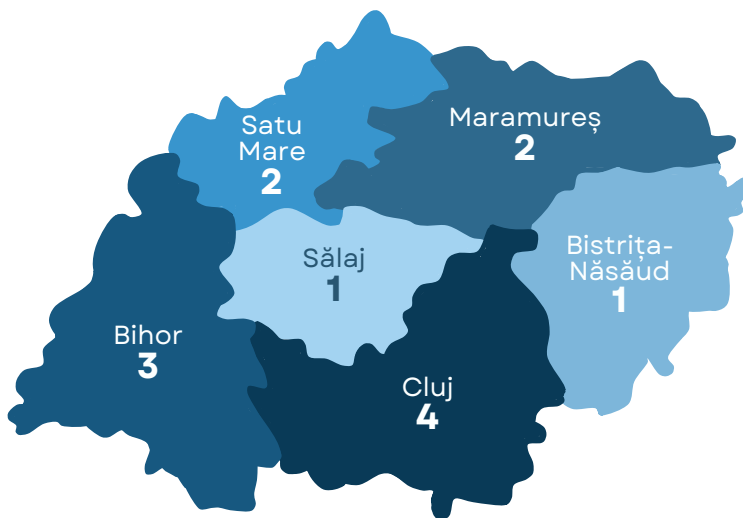 Satu
Mare
2
Maramureș
2
Sălaj
1
Bistrița-
Năsăud
1
Bihor
3
Cluj
4